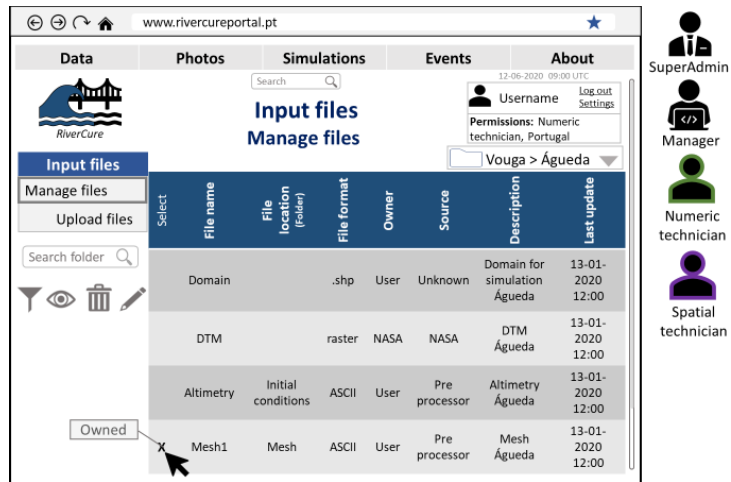 www.rivercureportal.pt
Data Photos Simulations Events About
12-06-2020 09:00 UTC
Search
RiverCure
Input files
Manage files
Username
Log out
Settings
Permissions: Numeric
technician, Portugal
Vouga > Águeda
Input files
Manage files
Upload files
Search folder
Select
File name
File
location
(Folder)
File format
Owner
Source
Description
Last update
Domain .shp User Unknown Domain for
simulation
Águeda 13-01-
2020
12:00
DTM raster NASA NASA DTM
Águeda 13-01-
2020
12:00
Altimetry Initial
conditions ASCII User Pre
processor Altimetry
Águeda 13-01-
2020
12:00
Owned
X Mesh1 Mesh ASCII User Pre
processor Mesh
Águeda 13-01-
2020
12:00
SuperAdmin
</>
Manager
Numeric
technician
Spatial
technician